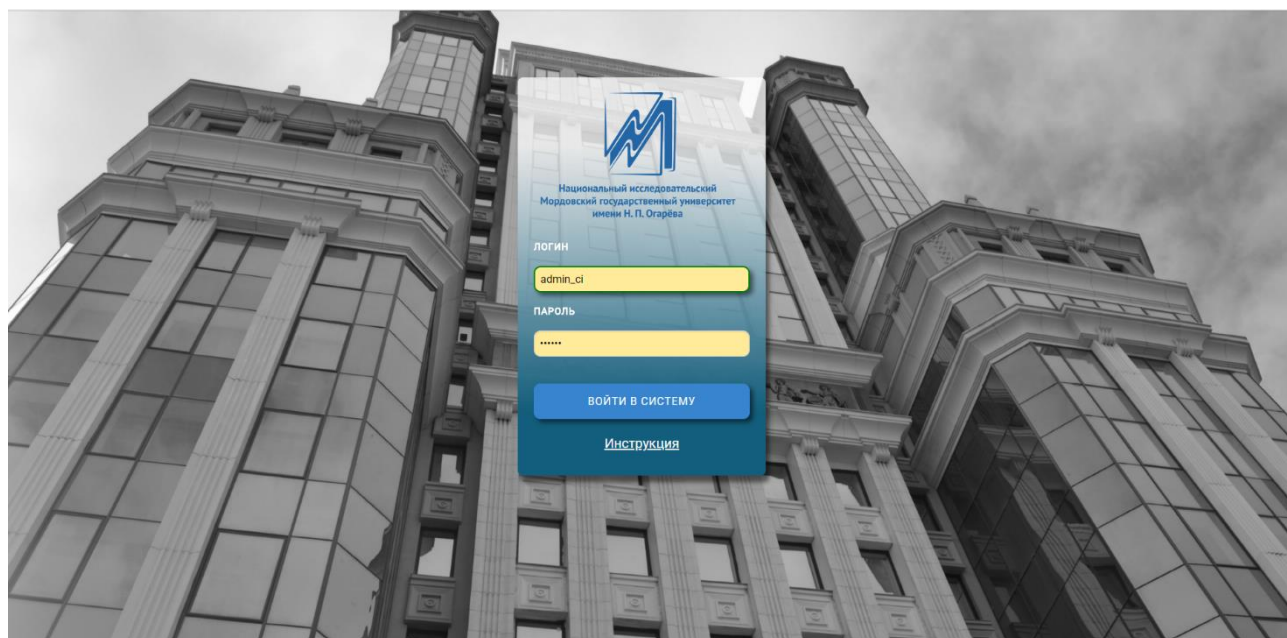 Национальный исследовательский
Мордовский государственный университет
имени Н. П. Огарёва
ЛОГИН
admin_ci
ПАРОЛЬ
••••••
ВОЙТИ В СИСТЕМУ
Инструкция